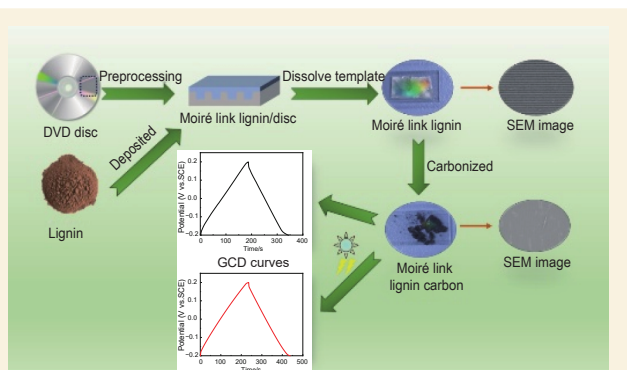 Preprocessing
Dissolve template
DVD disc
Moiré link lignin/disc
Moiré link lignin
SEM image
Deposited
Carbonized
Lignin
Potential (V vs.SCE)
0.2
0.1
0.0
−0.1
−0.2
0
100
200
300
400
Time/s
GCD curves
Moiré link
lignin carbon
SEM image
Potential (V vs.SCE)
0.2
0.1
0.0
−0.1
−0.2
0
100
200
300
400
500
Time/s